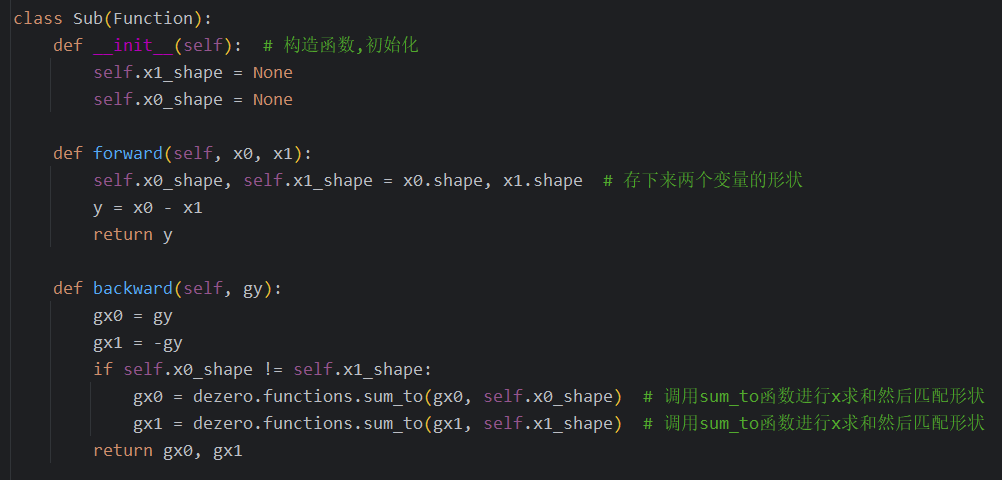 class Sub(Function):
    def __init__(self):  # 构造函数,初始化
        self.x1_shape = None
        self.x0_shape = None

    def forward(self, x0, x1):
        self.x0_shape, self.x1_shape = x0.shape, x1.shape  # 存下来两个变量的形状
        y = x0 - x1
        return y

    def backward(self, gy):
        gx0 = gy
        gx1 = -gy
        if self.x0_shape != self.x1_shape:
            gx0 = dezero.functions.sum_to(gx0, self.x0_shape)  # 调用sum_to函数进行x求和然后匹配形状
            gx1 = dezero.functions.sum_to(gx1, self.x1_shape)  # 调用sum_to函数进行x求和然后匹配形状
        return gx0, gx1